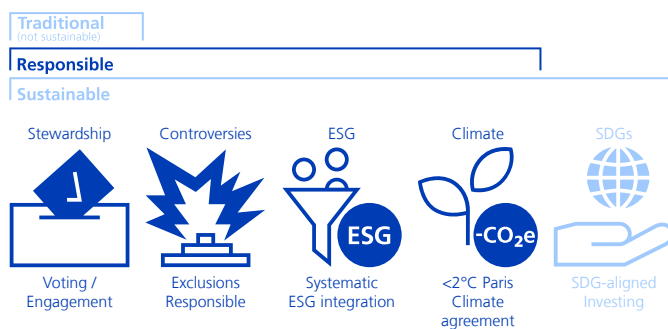 Traditional
(not sustainable)
Responsible
Sustainable
Stewardship
Controversies
ESG
Climate
SDGs
ESG
-CO₂e
Voting /
Engagement
Exclusions
Responsible
Systematic
ESG integration
<2°C Paris
Climate
agreement
SDG-aligned
Investing